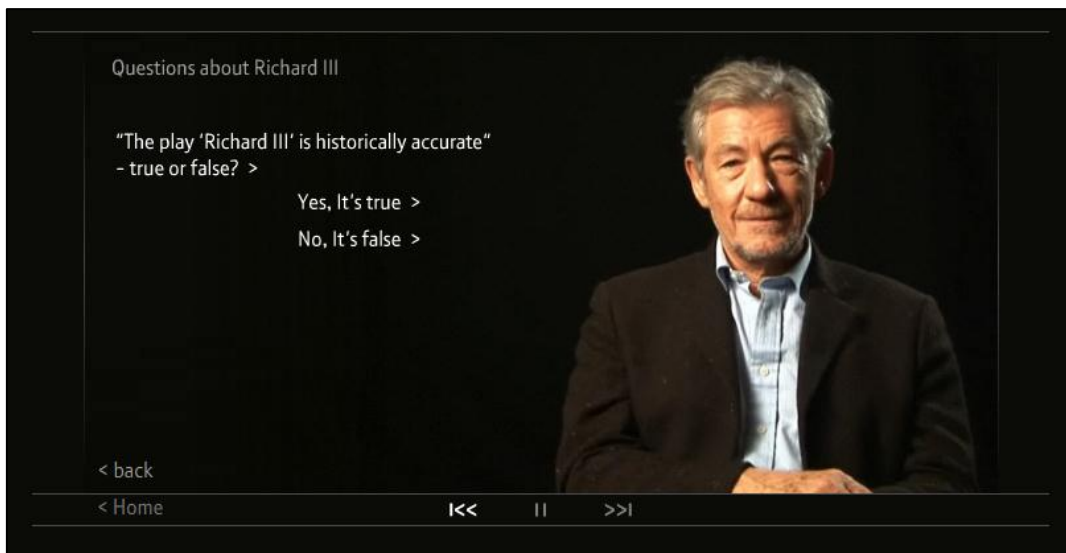 Questions about Richard III
“The play ‘Richard III’ is historically accurate“
- true or false? >
Yes, It’s true >
No, It’s false >
< back
< Home
I<< II >>I